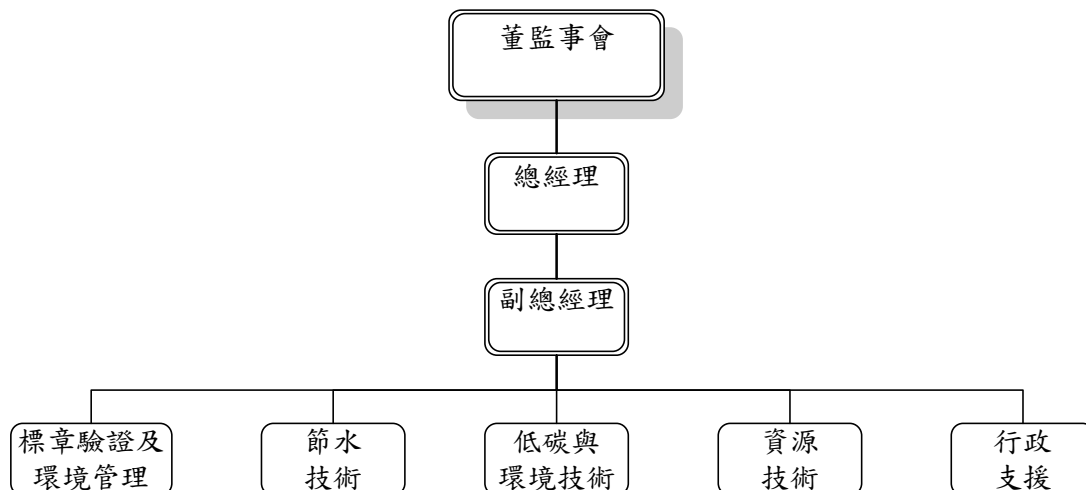 董監事會
總經理
副總經理
標章驗證及
環境管理
節水
技術
低碳與
環境技術
資源
技術
行政
支援